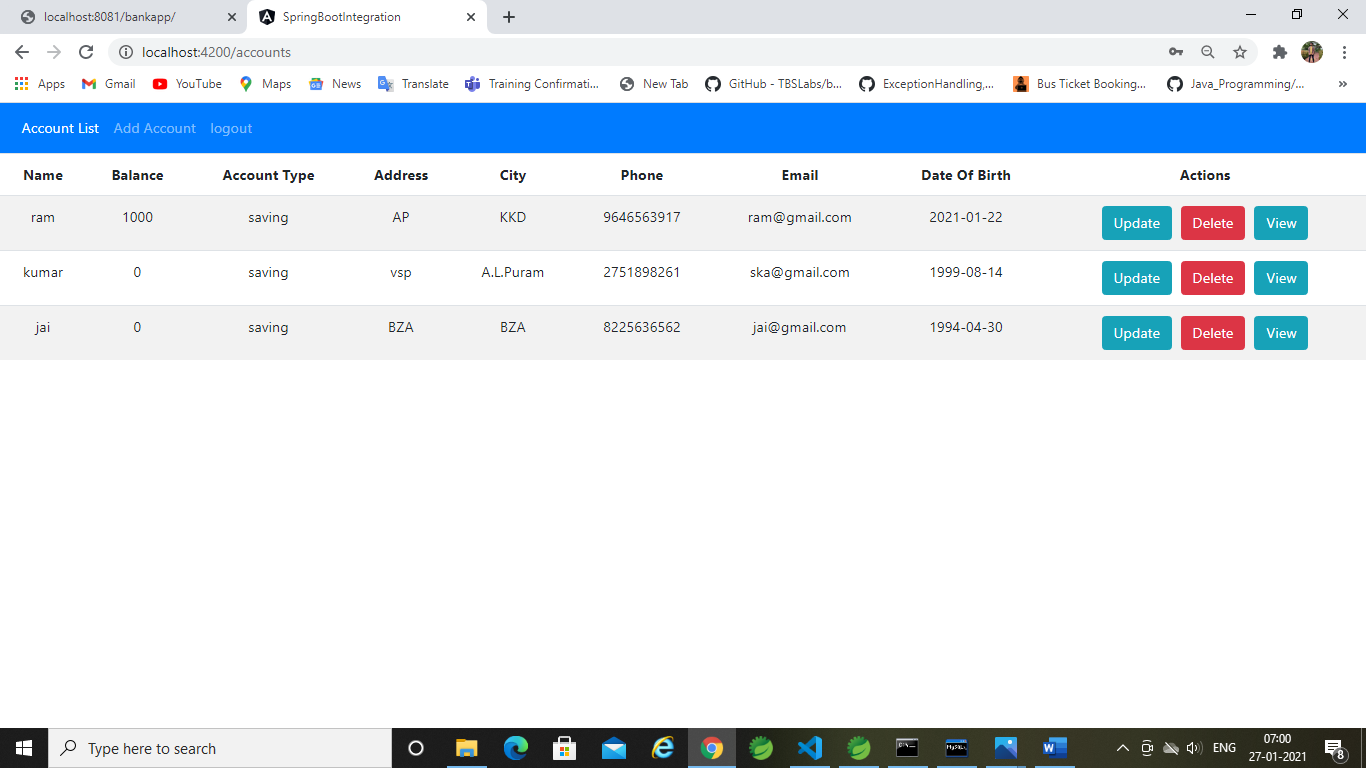 localhost:8081/bankapp/ SpringBootIntegration
localhost:4200/accounts
Apps Gmail YouTube Maps News Translate Training Confirmati... New Tab GitHub - TBSLabs/b... ExceptionHandling,... Bus Ticket Booking... Java_Programming/... »
Account List Add Account logout
Name Balance Account Type Address City Phone Email Date Of Birth Actions
ram 1000 saving AP KKD 9646563917 ram@gmail.com 2021-01-22 Update Delete View
kumar 0 saving vsp A.L.Puram 2751898261 ska@gmail.com 1999-08-14 Update Delete View
jai 0 saving BZA BZA 8225636562 jai@gmail.com 1994-04-30 Update Delete View
Type here to search ENG 07:00
27-01-2021 8